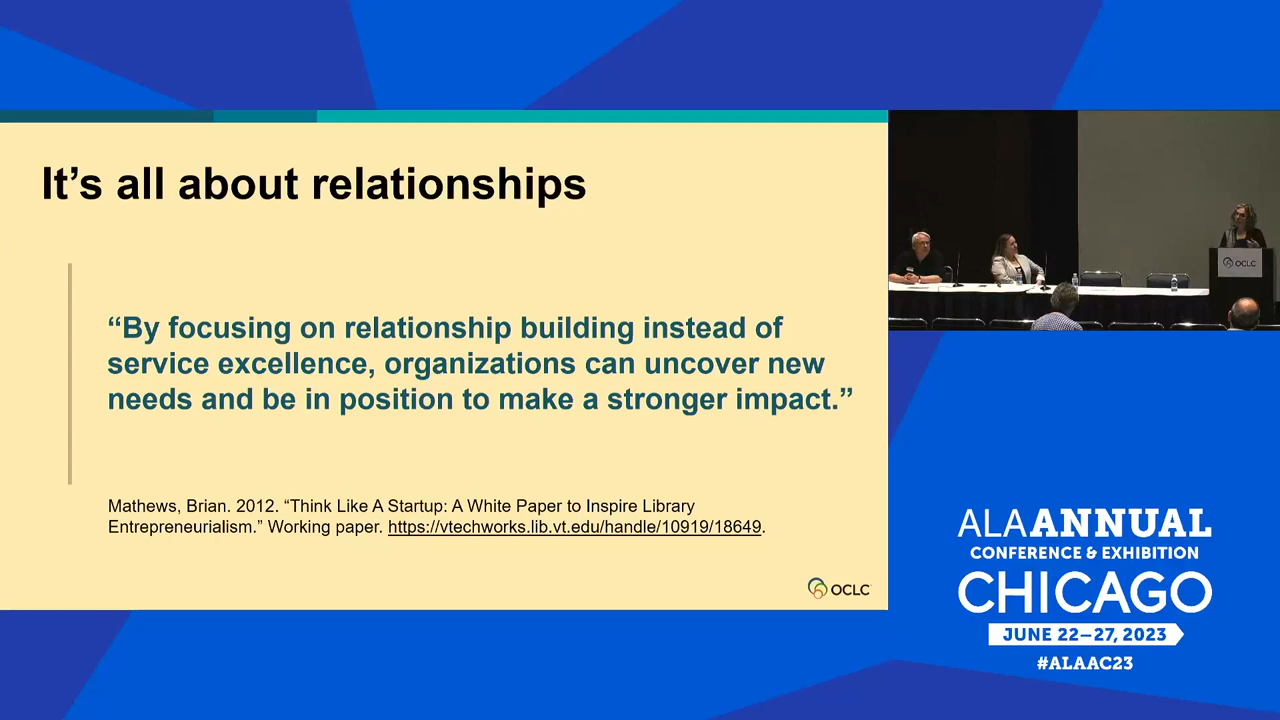 It’s all about relationships
“By focusing on relationship building instead of
service excellence, organizations can uncover new
needs and be in position to make a stronger impact.”
Mathews, Brian. 2012. “Think Like A Startup: A White Paper to Inspire Library
Entrepreneurialism.” Working paper. https://vtechworks.lib.vt.edu/handle/10919/18649.
OCLC
OCLC
ALAANNUAL
CONFERENCE & EXHIBITION
CHICAGO
JUNE 22–27, 2023
#ALAAC23